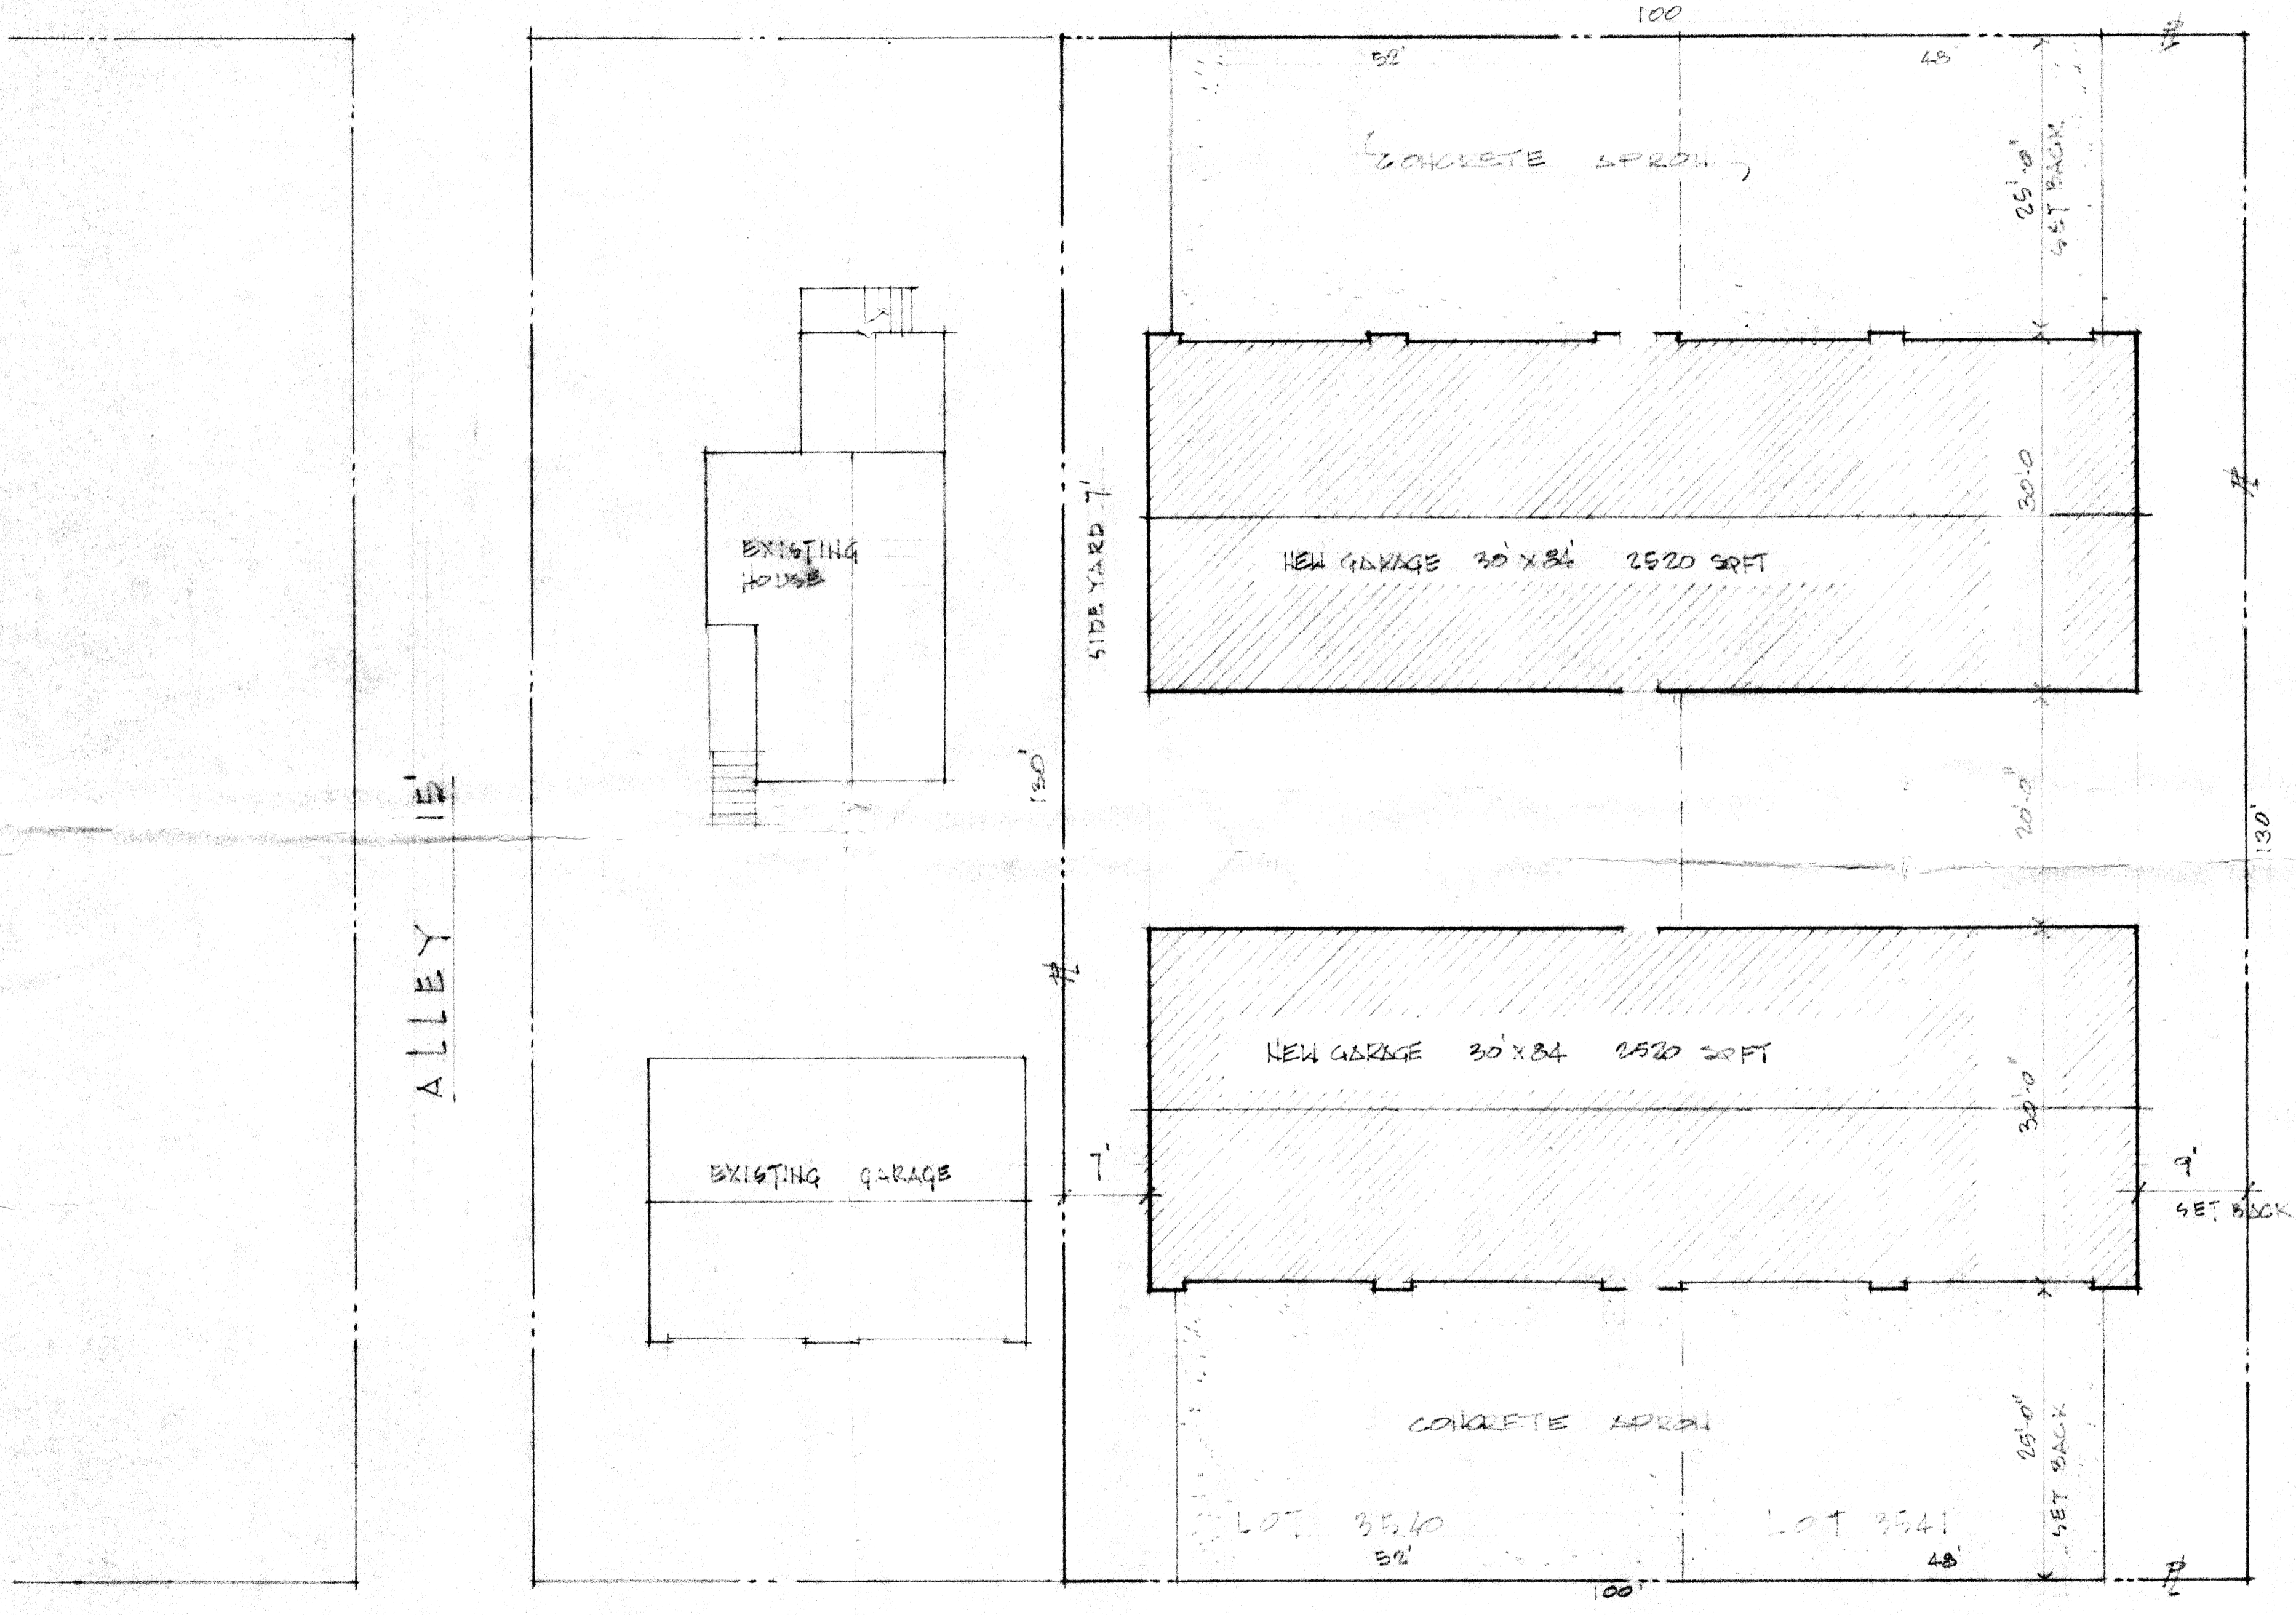 100
52'
48
CONCRETE APRON
25'-0"
SET BACK
EXISTING
HOUSE
SIDE YARD 7'
NEW GARAGE 30' X 84' 2520 SQFT
30'-0
130'
20'-0"
130'
ALLEY 15'
NEW GARAGE 30' X 84 2520 SQFT
30'-0"
EXISTING GARAGE
7'
9'
SET BACK
CONCRETE APRON
25'-0"
SET BACK
LOT 3540
LOT 3541
52'
48'
100'